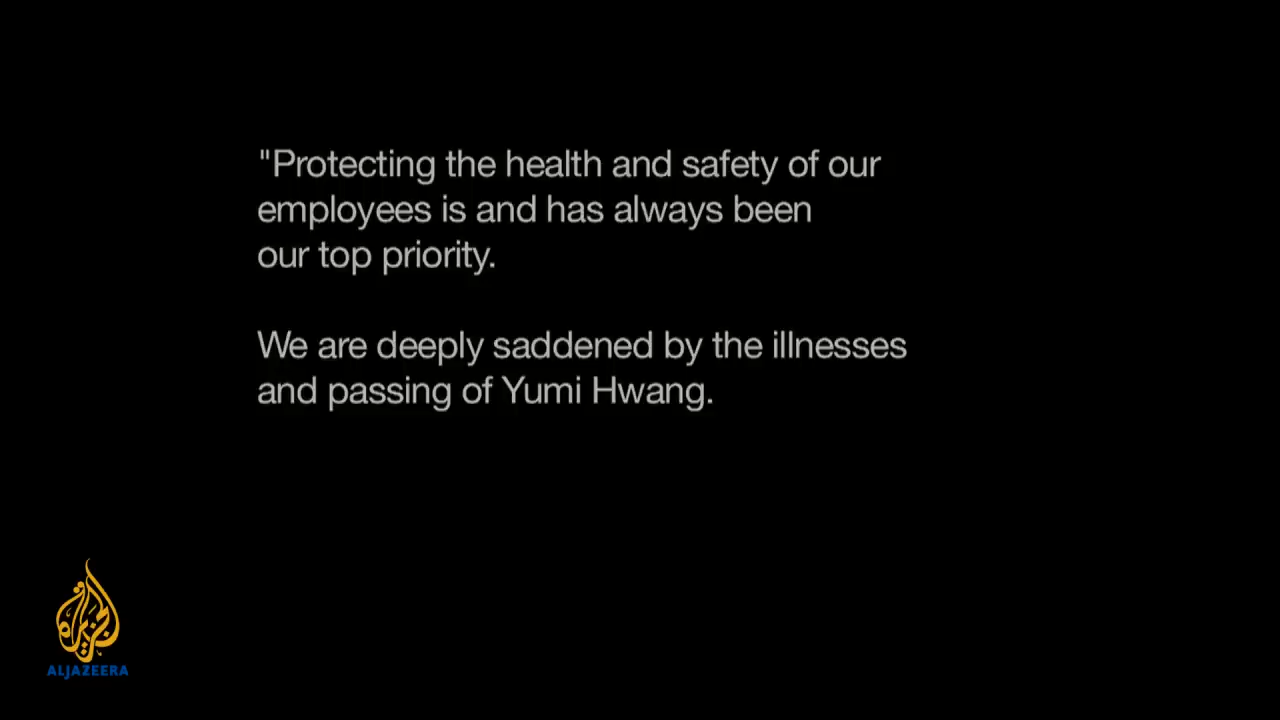 "Protecting the health and safety of our
employees is and has always been
our top priority.
We are deeply saddened by the illnesses
and passing of Yumi Hwang.
الجزيرة
ALJAZEERA